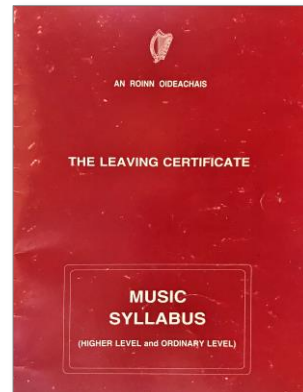 AN ROINN OIDEACHAIS
THE LEAVING CERTIFICATE
MUSIC
SYLLABUS
(HIGHER LEVEL and ORDINARY LEVEL)